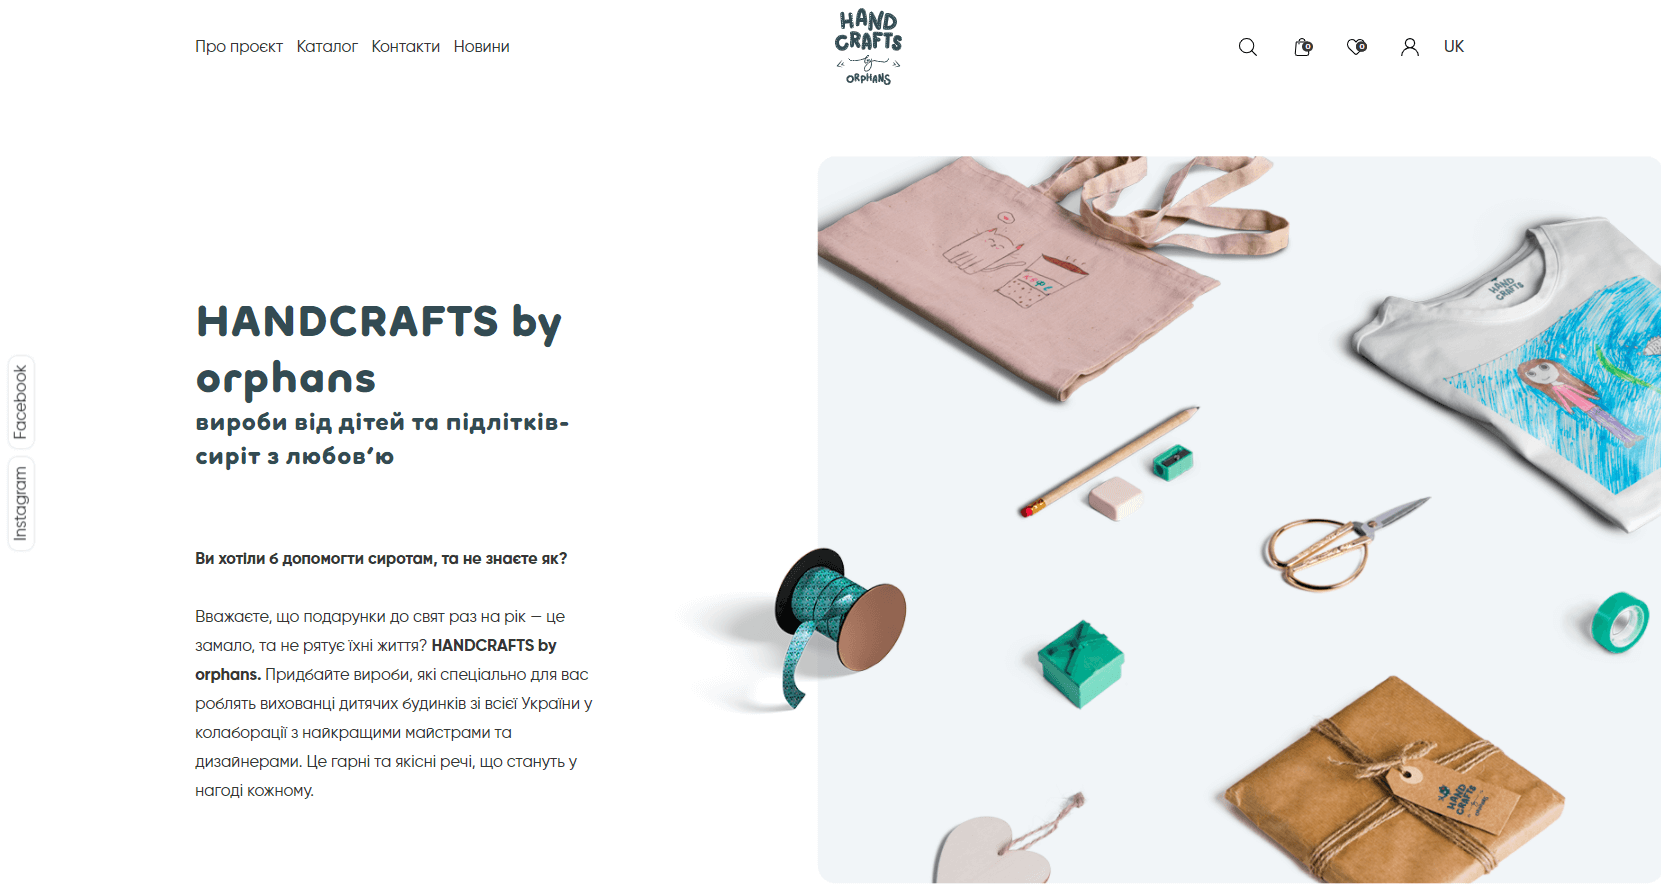 Про проєкт Каталог Контакти Новини
HAND
CRAFTS
by
ORPHANS
0
0
UK
HANDCRAFTS by
orphans
вироби від дітей та підлітків-
сиріт з любов’ю
Facebook
Instagram
Ви хотіли б допомогти сиротам, та не знаєте як?
Вважаєте, що подарунки до свят раз на рік — це
замало, та не рятує їхні життя? HANDCRAFTS by
orphans. Придбайте вироби, які спеціально для вас
роблять вихованці дитячих будинків зі всієї України у
колаборації з найкращими майстрами та
дизайнерами. Це гарні та якісні речі, що стануть у
нагоді кожному.
HAND
CRAFTS
HAND
CRAFTS